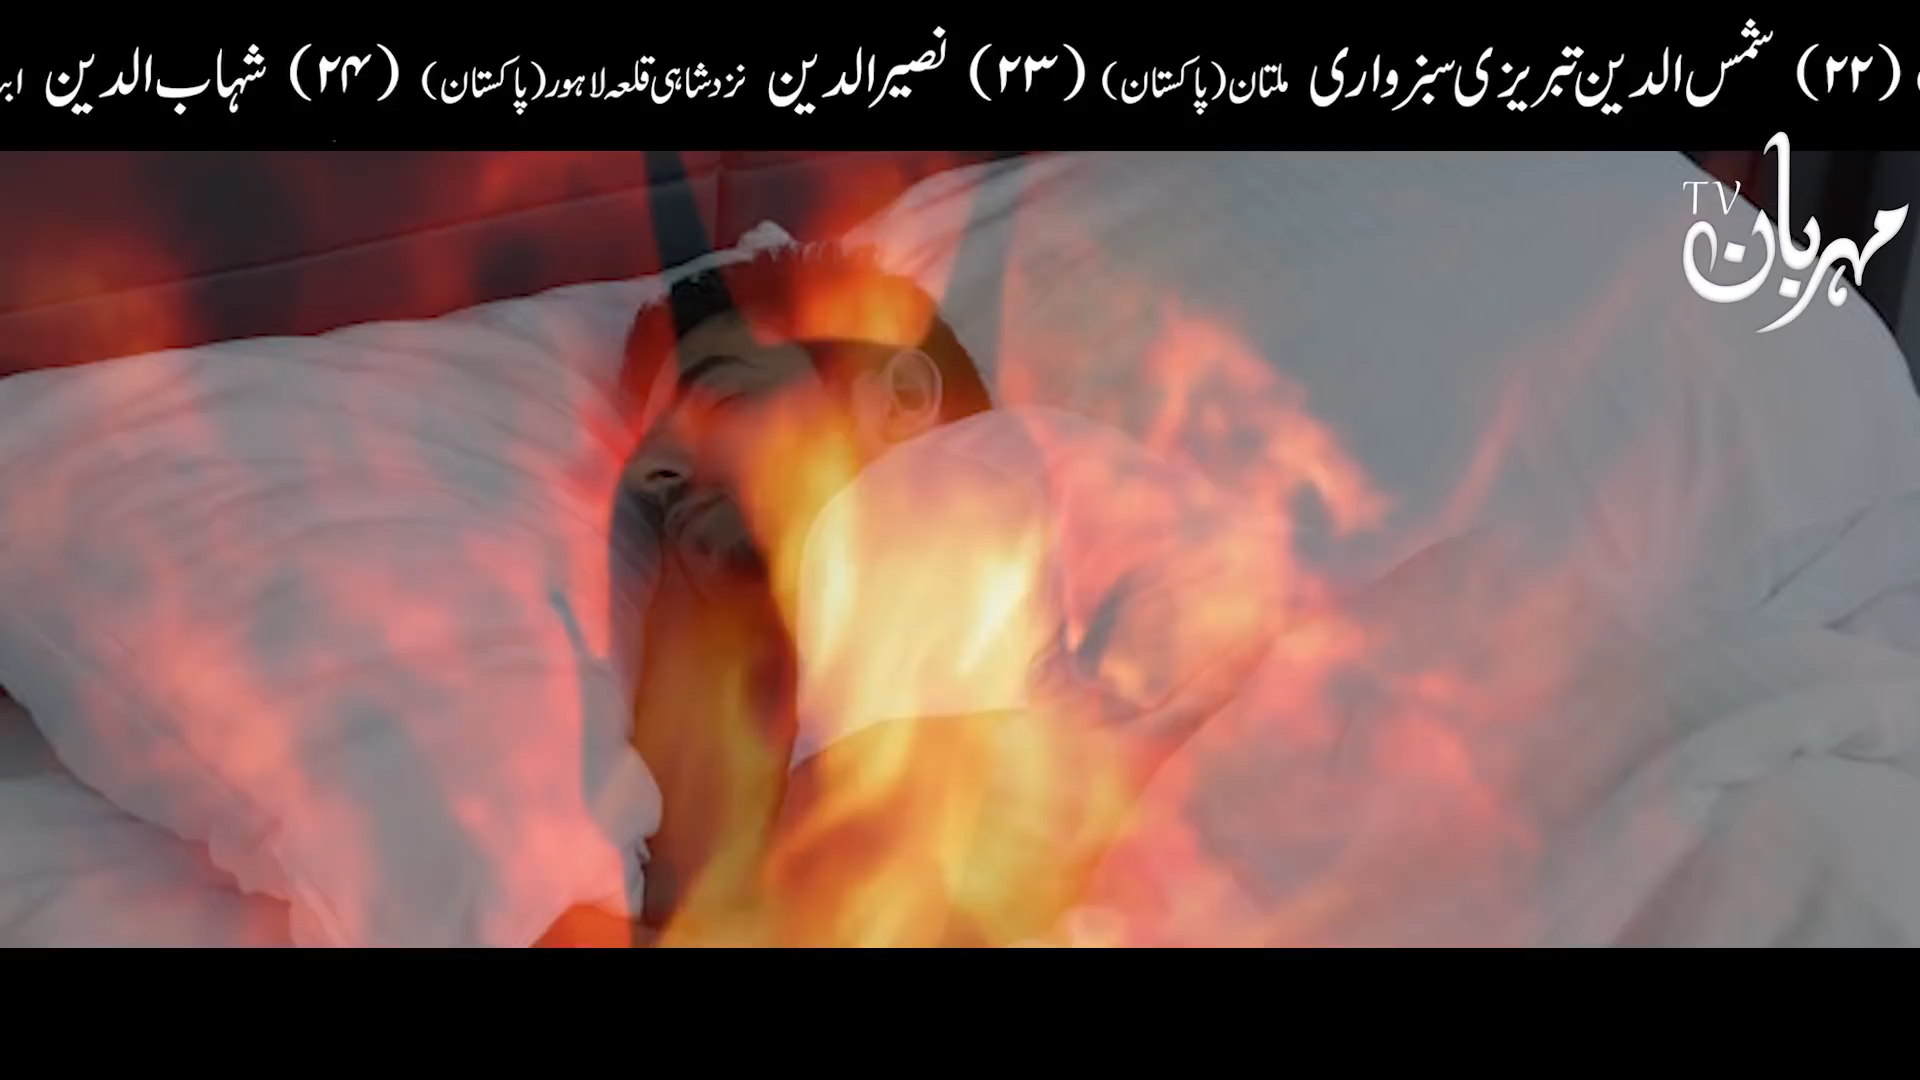 (۲۲) شمس الدین تبریزی سبزواری ملتان (پاکستان) (۲۳) نصیر الدین نزد شاہی قلعہ لاہور (پاکستان) (۲۴) شہاب الدین
TV
مہربان